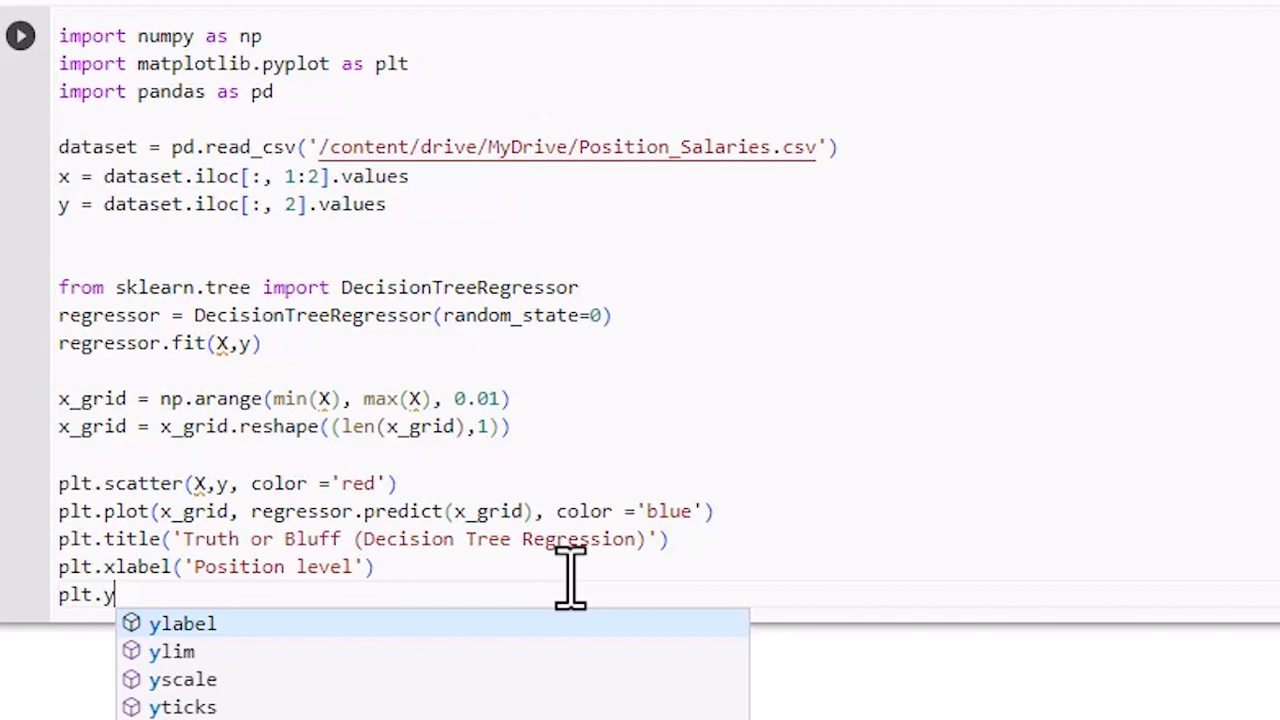 import numpy as np
import matplotlib.pyplot as plt
import pandas as pd
dataset = pd.read_csv('/content/drive/MyDrive/Position_Salaries.csv')
x = dataset.iloc[:, 1:2].values
y = dataset.iloc[:, 2].values
from sklearn.tree import DecisionTreeRegressor
regressor = DecisionTreeRegressor(random_state=0)
regressor.fit(X,y)
x_grid = np.arange(min(X), max(X), 0.01)
x_grid = x_grid.reshape((len(x_grid),1))
plt.scatter(X,y, color ='red')
plt.plot(x_grid, regressor.predict(x_grid), color ='blue')
plt.title('Truth or Bluff (Decision Tree Regression)')
plt.xlabel('Position level')
plt.y
ylabel
ylim
yscale
yticks